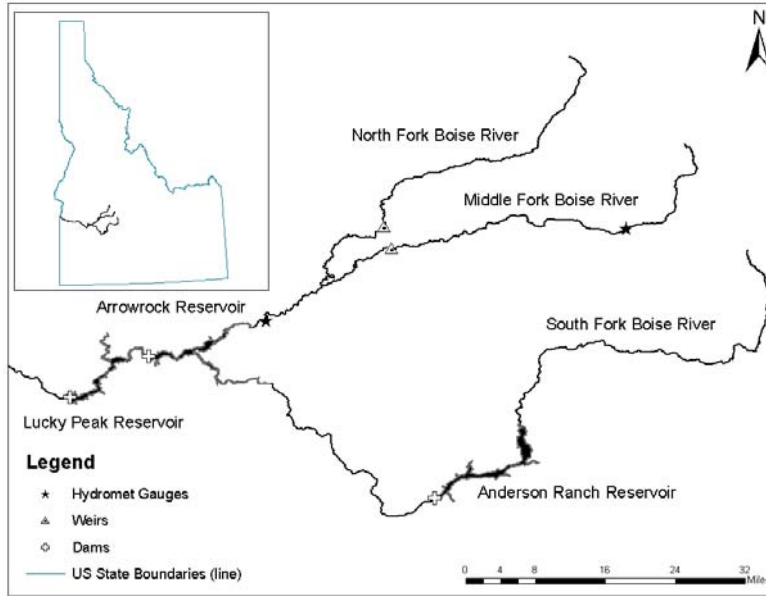 N
North Fork Boise River
Middle Fork Boise River
Arrowrock Reservoir
South Fork Boise River
Lucky Peak Reservoir
Legend
Hydromet Gauges
Anderson Ranch Reservoir
Weirs
Dams
US State Boundaries (line)
0 4 8 16 24 32
Miles